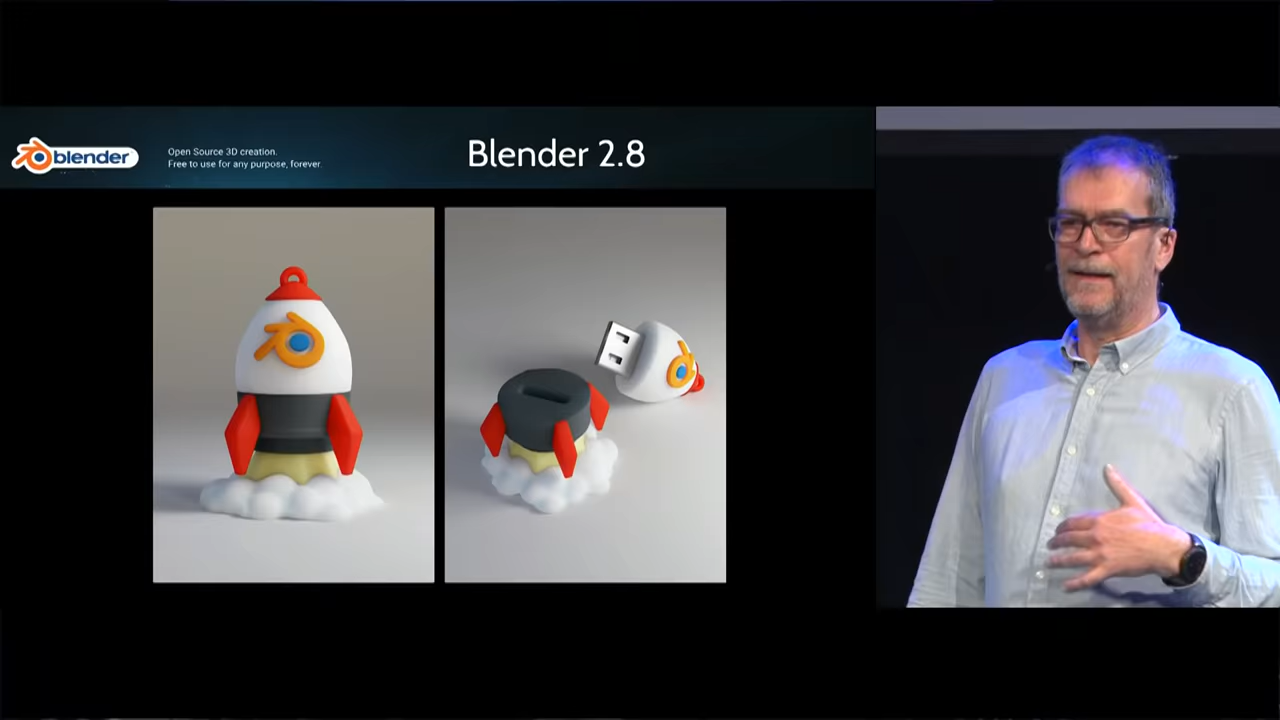 blender
Open Source 3D creation.
Free to use for any purpose, forever.
Blender 2.8